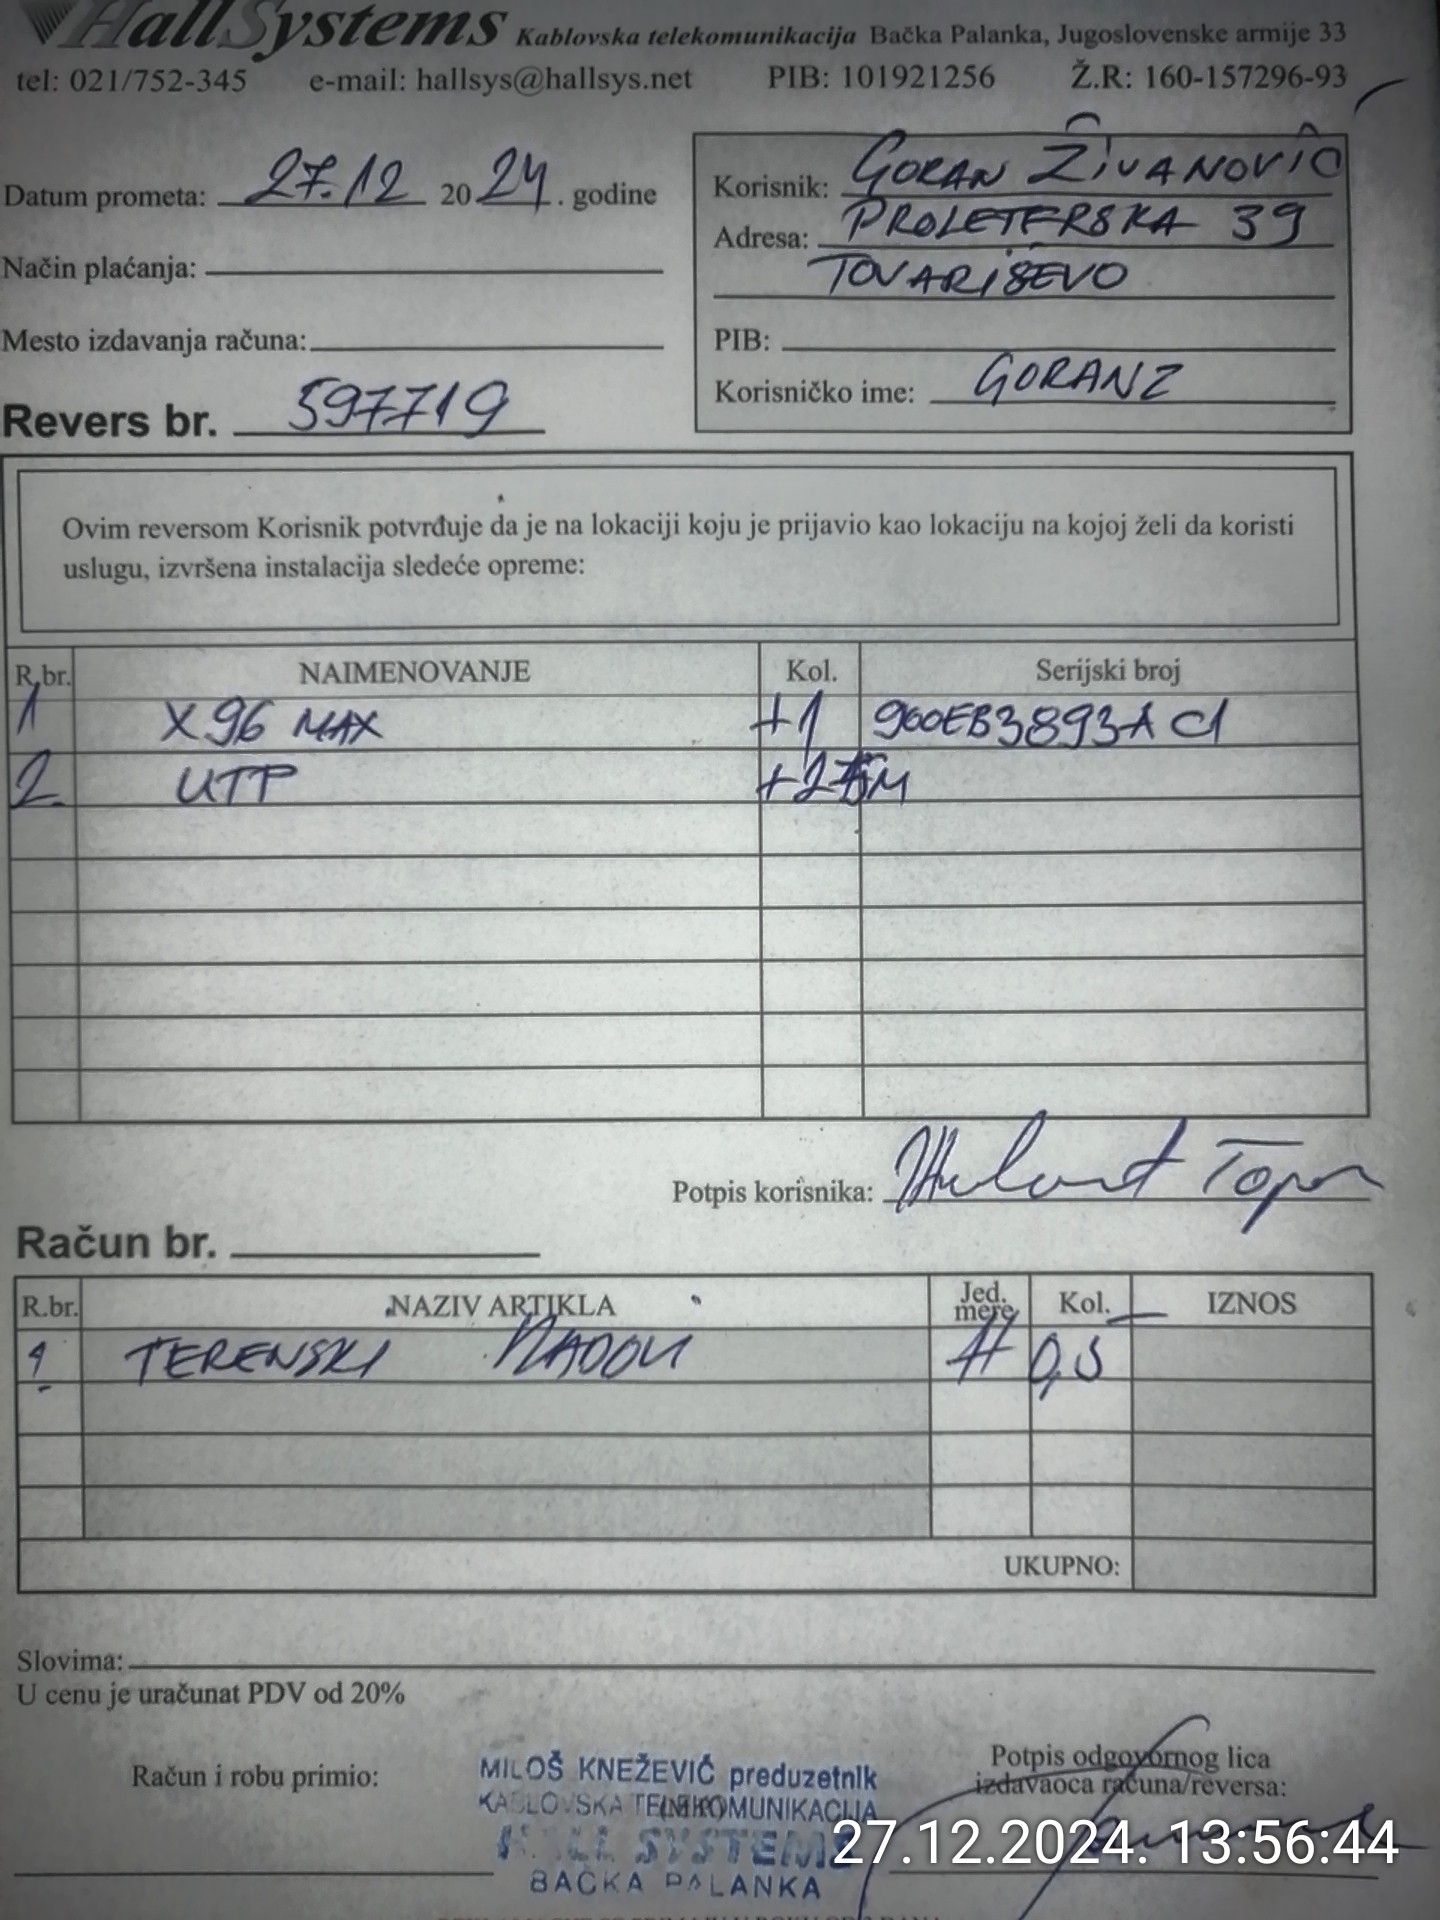 HallSystems Kablovska telekomunikacija Bačka Palanka, Jugoslovenske armije 33
tel: 021/752-345 e-mail: hallsys@hallsys.net PIB: 101921256 Ž.R: 160-157296-93
Datum prometa: 27.12 2024. godine
Korisnik: GORAN ŽIVANOVIĆ
Adresa: PROLETERSKA 39
TOVARIŠEVO
Način plaćanja:
Mesto izdavanja računa:
PIB:
Korisničko ime: GORANZ
Revers br. 597719
Ovim reversom Korisnik potvrđuje da je na lokaciji koju je prijavio kao lokaciju na kojoj želi da koristi
uslugu, izvršena instalacija sledeće opreme:
R.br. NAIMENOVANJE Kol. Serijski broj
1 X96 MAX +1 960EB3893AC1
2. UTP
Potpis korisnika:
Račun br.
R.br. NAZIV ARTIKLA Jed. mere Kol. IZNOS
1 TERENSKI H 0,5
UKUPNO:
Slovima:
U cenu je uračunat PDV od 20%
Račun i robu primio:
MILOŠ KNEŽEVIĆ preduzetnik
KABLOVSKA TELEKOMUNIKACIJA
HALL SYSTEMS
BAČKA PALANKA
Potpis odgovornog lica
izdavaoca računa/reversa:
27.12.2024. 13:56:44